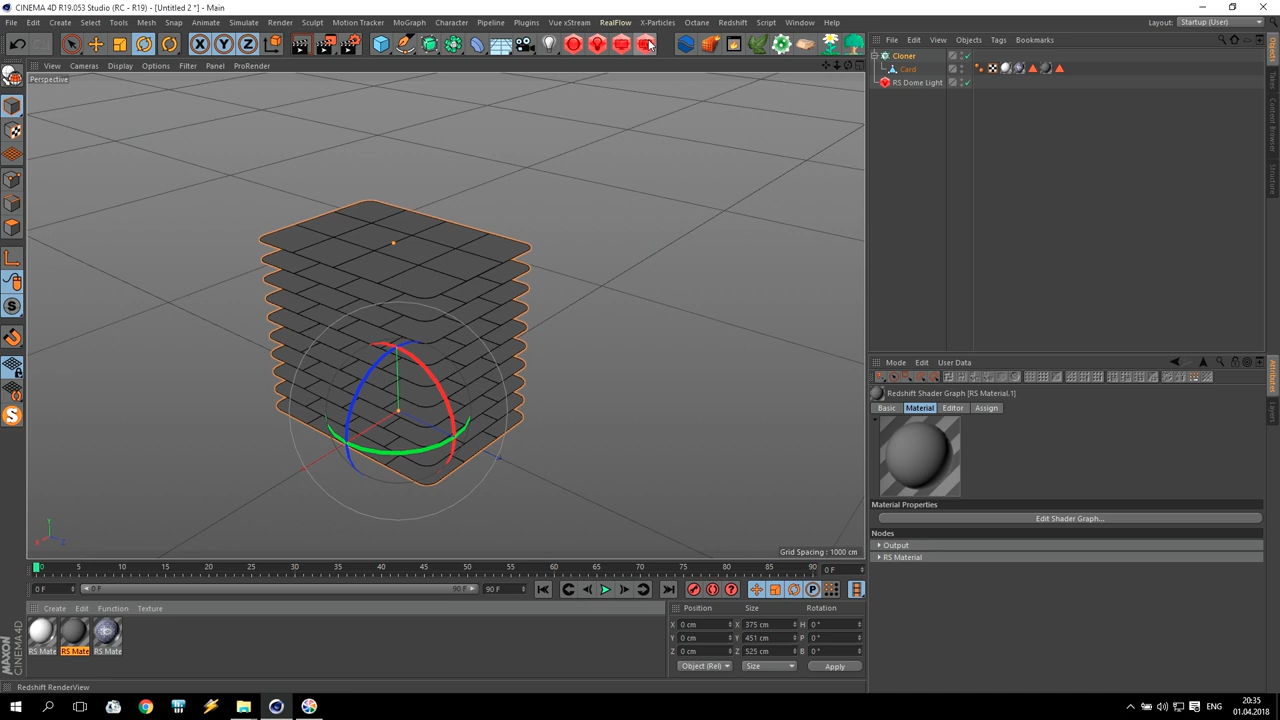 CINEMA 4D R19.053 Studio (RC - R19) - [Untitled 2 *] - Main
File Edit Create Select Tools Mesh Snap Animate Simulate Render Sculpt Motion Tracker MoGraph Character Pipeline Plugins Vue xStream RealFlow X-Particles Octane Redshift Script Window Help
Layout: Startup (User)
X Y Z
File Edit View Objects Tags Bookmarks
View Cameras Display Options Filter Panel ProRender
Perspective
Cloner
Card
RS Dome Light
Objects
Takes
Content Browser
Structure
Mode Edit User Data
Redshift Shader Graph [RS Material.1]
Basic Material Editor Assign
Attributes
Layers
Material Properties
Edit Shader Graph...
Nodes
Output
RS Material
Y
X Z
Grid Spacing : 1000 cm
0 5 10 15 20 25 30 35 40 45 50 55 60 65 70 75 80 85 90
0 F
0 F 0 F 90 F 90 F
P
Create Edit Function Texture
RS Mate RS Mate RS Mate
Position Size Rotation
X 0 cm X 375 cm H 0 °
Y 0 cm Y 451 cm P 0 °
Z 0 cm Z 525 cm B 0 °
Object (Rel) Size Apply
MAXON
CINEMA 4D
Redshift RenderView
ENG
20:35
01.04.2018